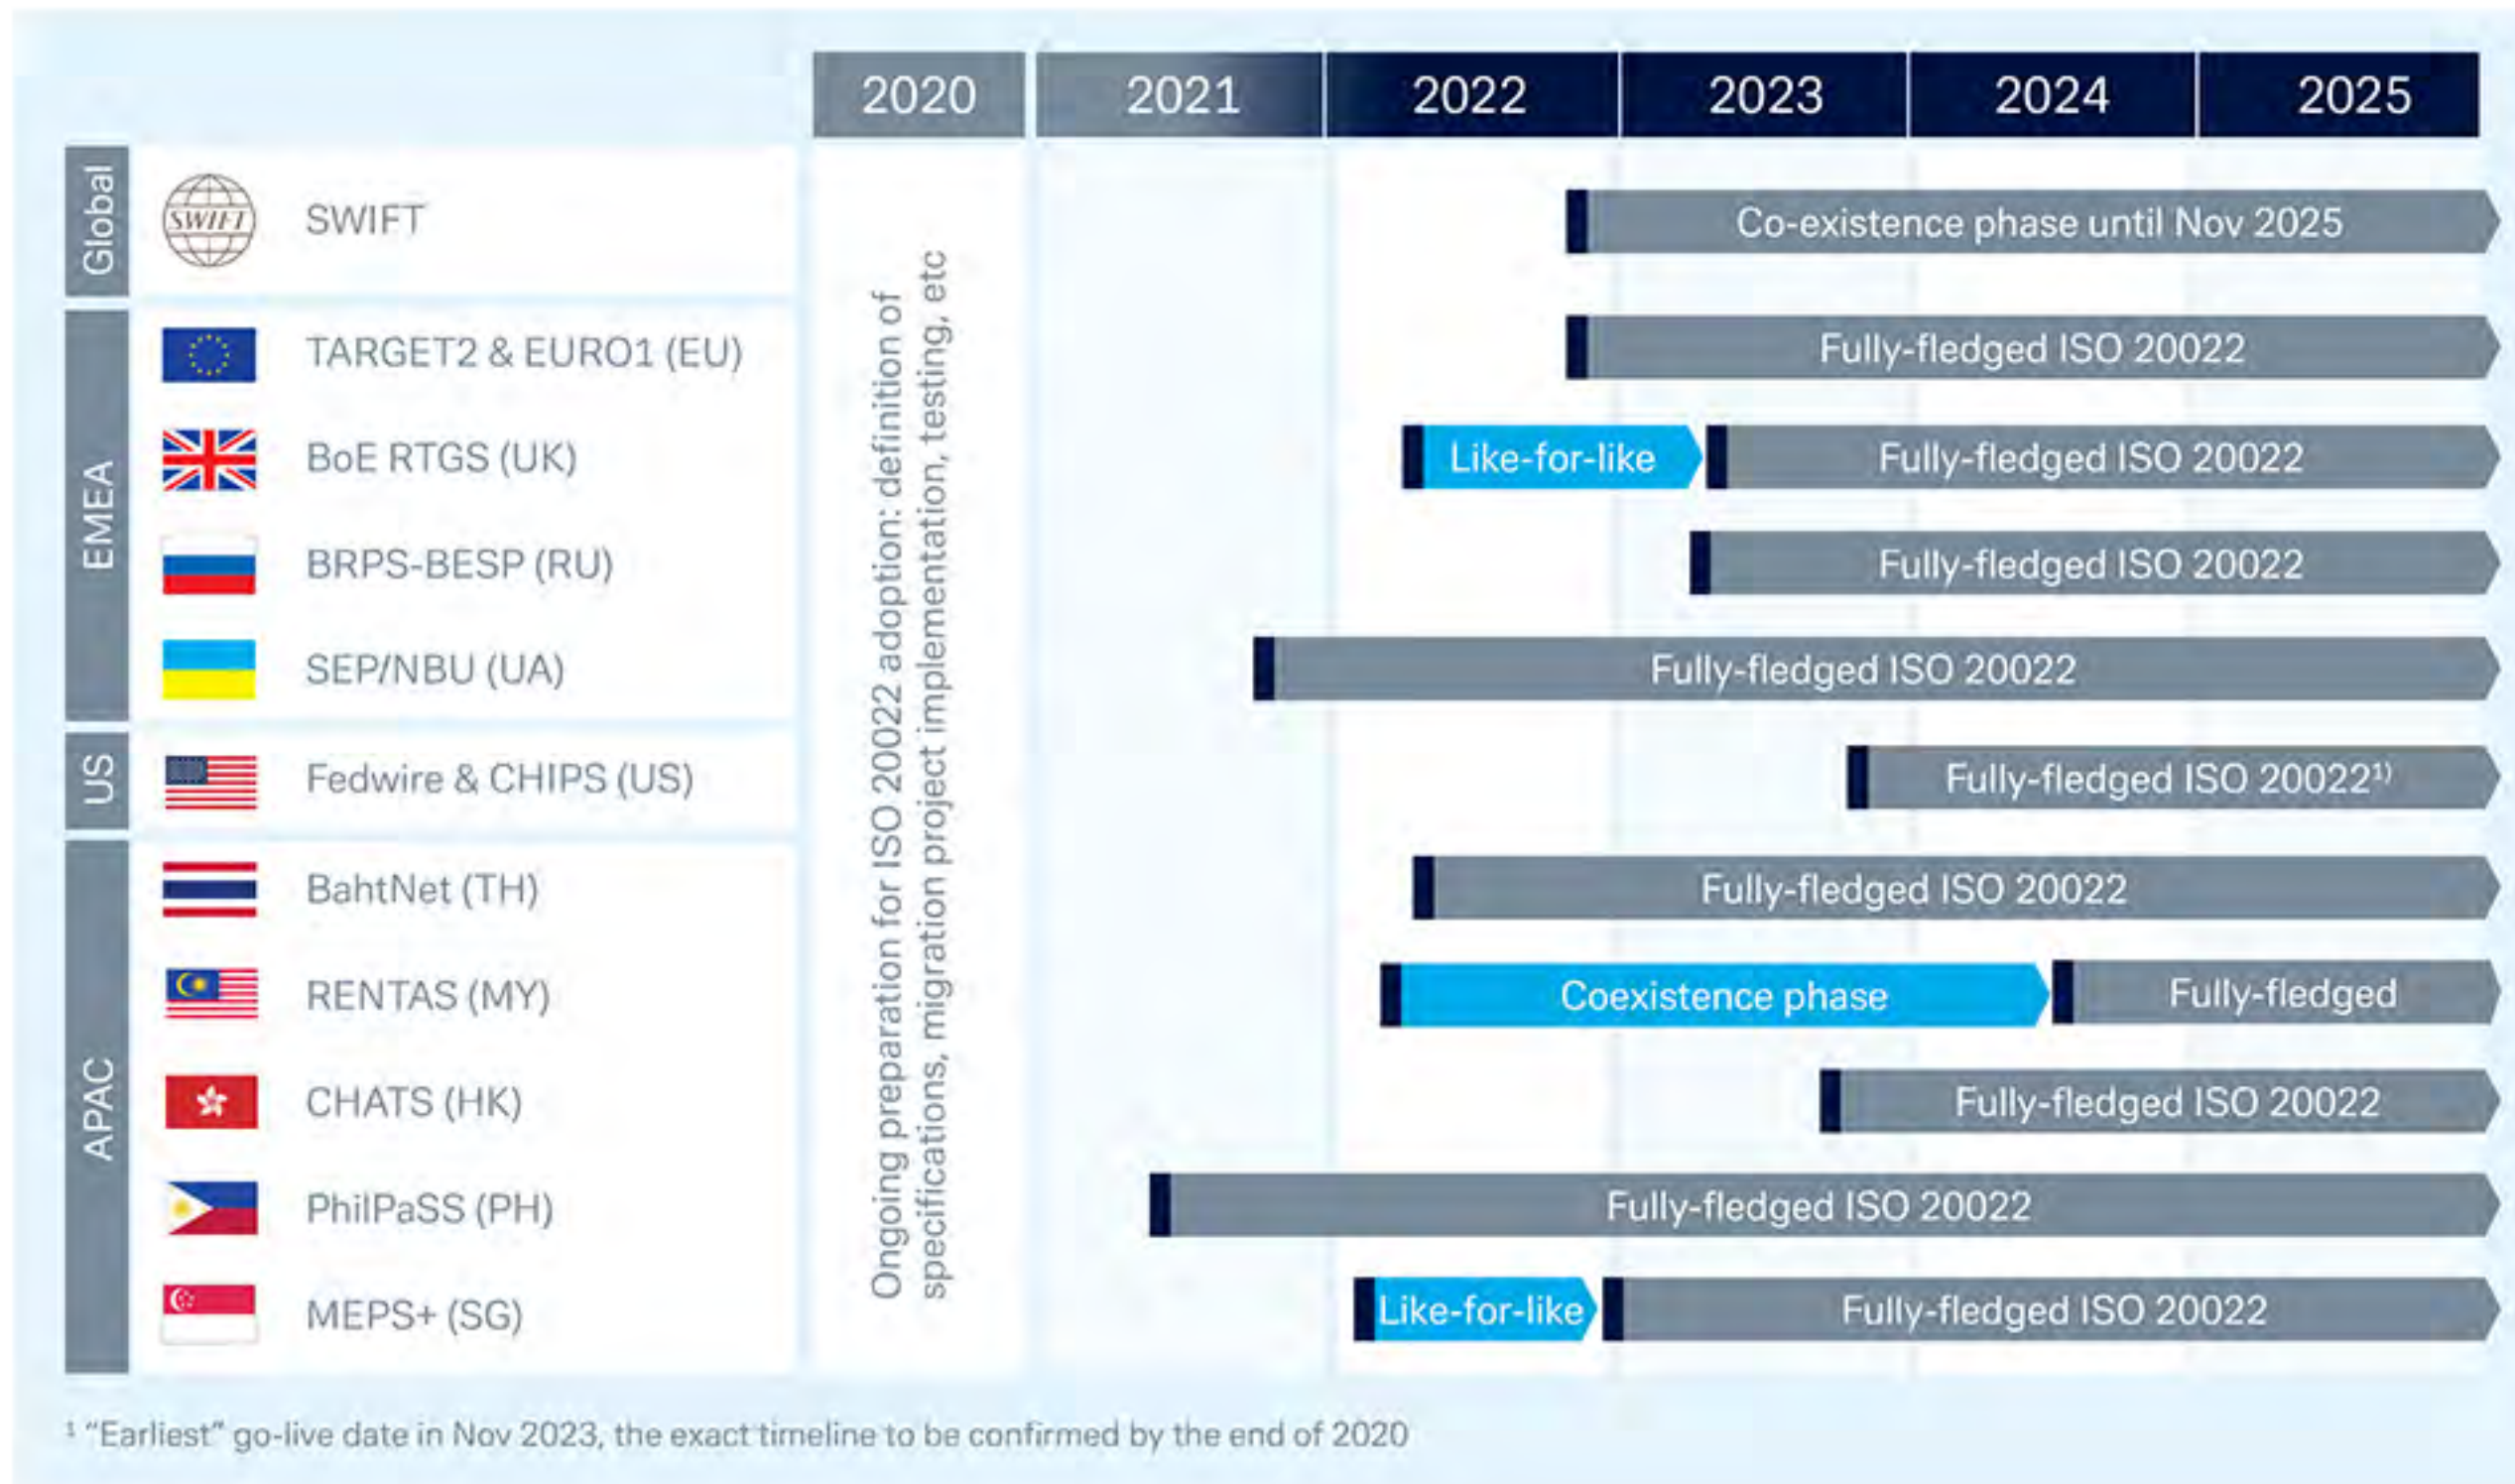 2020 2021 2022 2023 2024 2025
Global
SWIFT
SWIFT
Co-existence phase until Nov 2025
EMEA
TARGET2 & EURO1 (EU)
Fully-fledged ISO 20022
BoE RTGS (UK)
Like-for-like
Fully-fledged ISO 20022
BRPS-BESP (RU)
Fully-fledged ISO 20022
SEP/NBU (UA)
Fully-fledged ISO 20022
US
Fedwire & CHIPS (US)
Fully-fledged ISO 20022¹⁾
APAC
BahtNet (TH)
Fully-fledged ISO 20022
RENTAS (MY)
Coexistence phase
Fully-fledged
CHATS (HK)
Fully-fledged ISO 20022
PhilPaSS (PH)
Fully-fledged ISO 20022
MEPS+ (SG)
Like-for-like
Fully-fledged ISO 20022
Ongoing preparation for ISO 20022 adoption: definition of
specifications, migration project implementation, testing, etc
¹ “Earliest” go-live date in Nov 2023, the exact timeline to be confirmed by the end of 2020